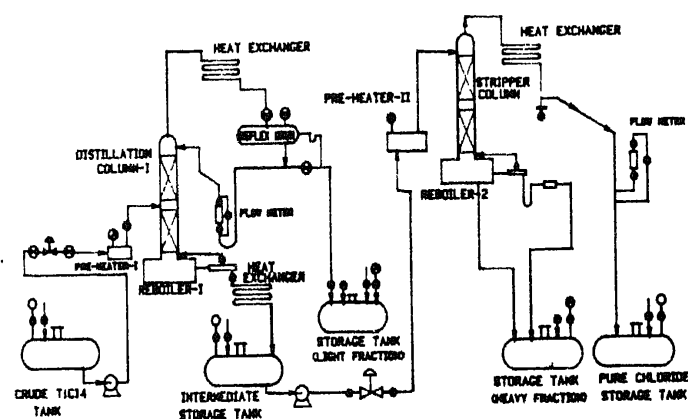 HEAT EXCHANGER
HEAT EXCHANGER
STRIPPER
COLUMN
PRE-HEATER-II
REFLEX DRUM
FLOW METER
DISTILLATION
COLUMN-I
FLOW METER
REBOILER-2
PRE-HEATER-I
REBOILER-I
HEAT
EXCHANGER
STORAGE TANK
(LIGHT FRACTION)
CRUDE TiCl4
TANK
INTERMEDIATE
STORAGE TANK
STORAGE TANK
(HEAVY FRACTION)
PURE CHLORIDE
STORAGE TANK